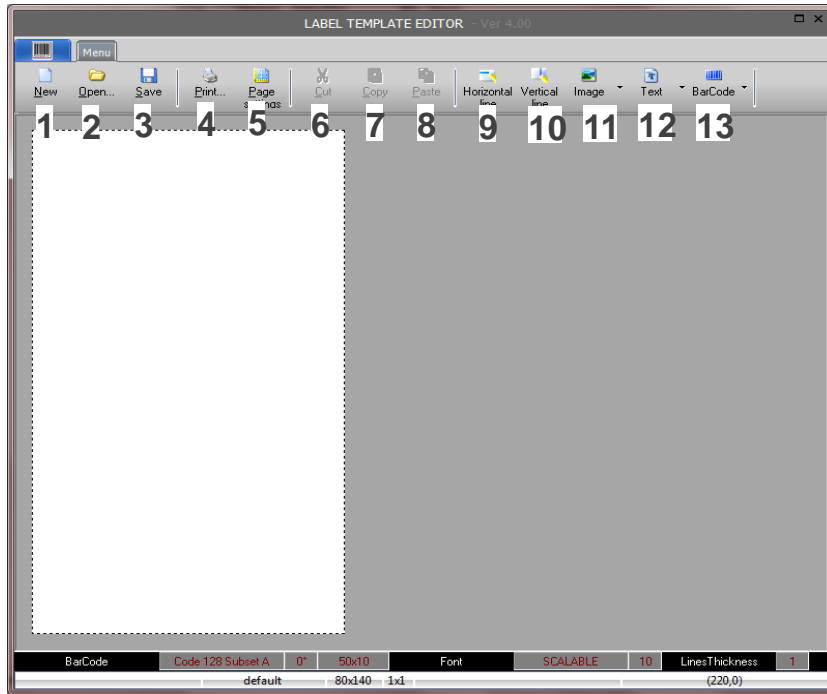 LABEL TEMPLATE EDITOR - Ver 4.00
Menu
New Open... Save Print... Page settings Cut Copy Paste Horizontal line Vertical line Image Text BarCode
1 2 3 4 5 6 7 8 9 10 11 12 13
BarCode Code 128 Subset A 0° 50x10 Font SCALABLE 10 LinesThickness 1
default 80x140 1x1 (220,0)